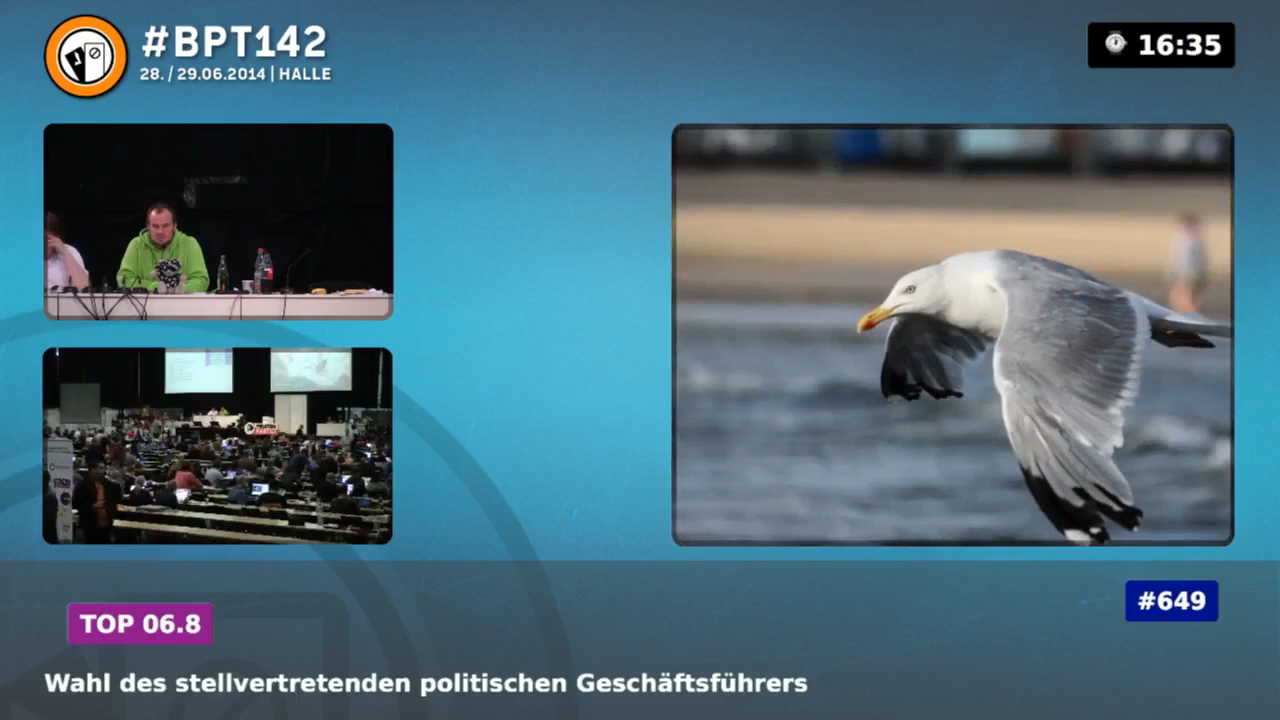 #BPT142
28. / 29.06.2014 | HALLE
16:35
#649
TOP 06.8
Wahl des stellvertretenden politischen Geschäftsführers